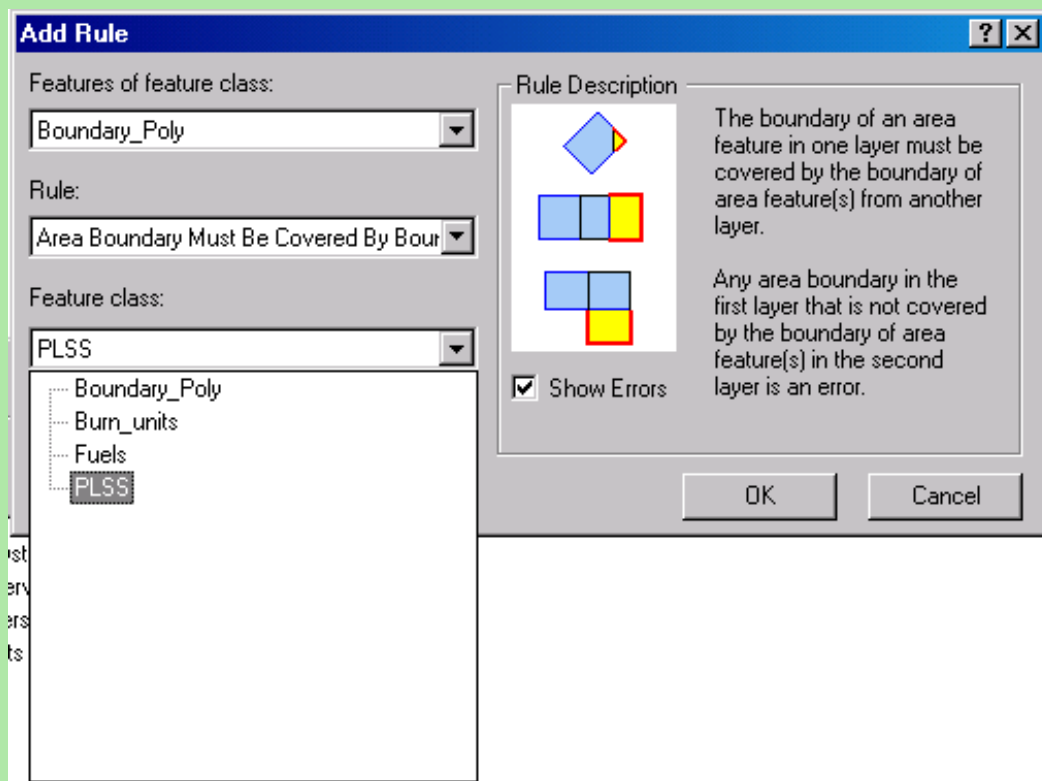 Add Rule
Features of feature class:
Boundary_Poly
Rule:
Area Boundary Must Be Covered By Bour
Feature class:
PLSS
Boundary_Poly
Burn_units
Fuels
PLSS
Rule Description
The boundary of an area
feature in one layer must be
covered by the boundary of
area feature(s) from another
layer.
Any area boundary in the
first layer that is not covered
by the boundary of area
feature(s) in the second
layer is an error.
Show Errors
OK
Cancel